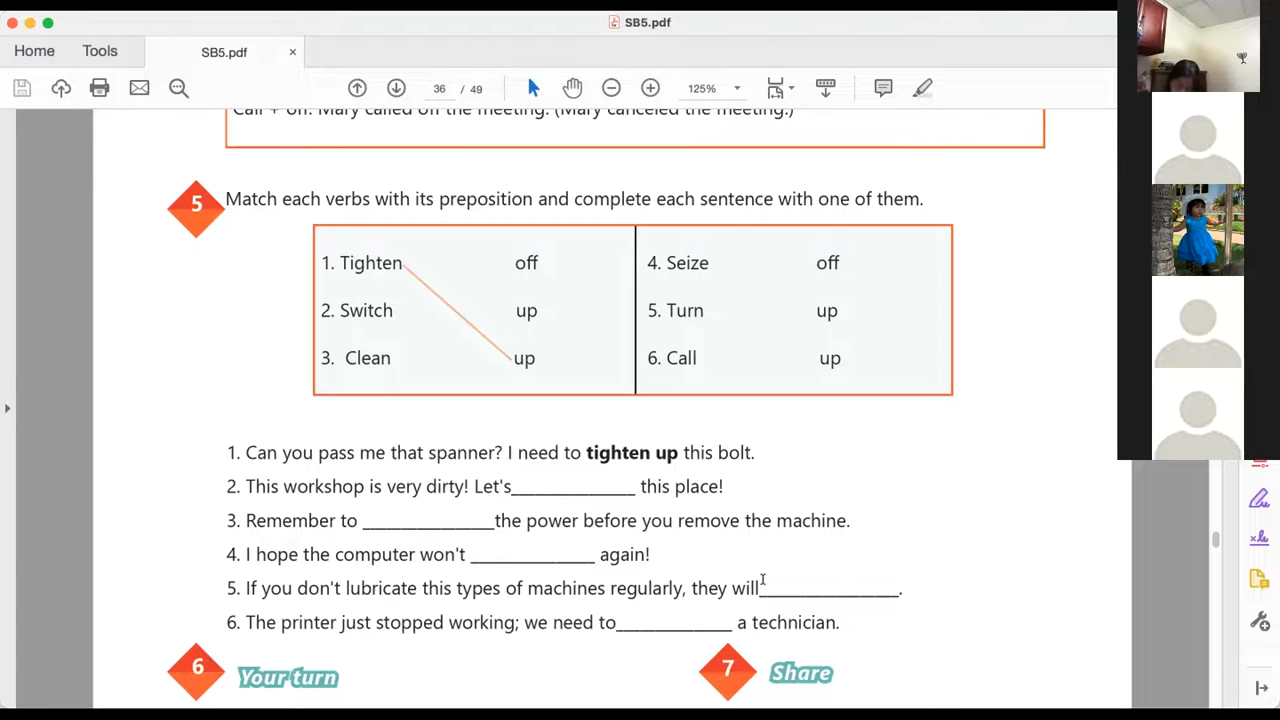 SB5.pdf
Home Tools SB5.pdf ×
36 / 49 125%
Call + off: Mary called off the meeting. (Mary canceled the meeting.)
5 Match each verbs with its preposition and complete each sentence with one of them.
1. Tighten off 4. Seize off
2. Switch up 5. Turn up
3. Clean up 6. Call up
1. Can you pass me that spanner? I need to tighten up this bolt.
2. This workshop is very dirty! Let's______________ this place!
3. Remember to _______________the power before you remove the machine.
4. I hope the computer won't ______________ again!
5. If you don't lubricate this types of machines regularly, they will________________.
6. The printer just stopped working; we need to_____________ a technician.
6 Your turn 7 Share